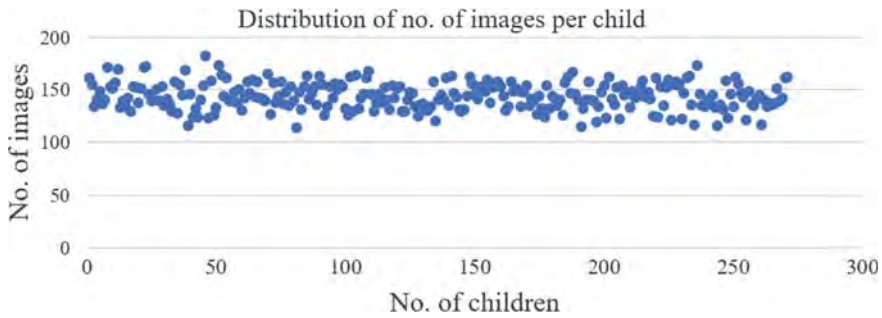 Distribution of no. of images per child
200
150
100
50
0
No. of images
0 50 100 150 200 250 300
No. of children